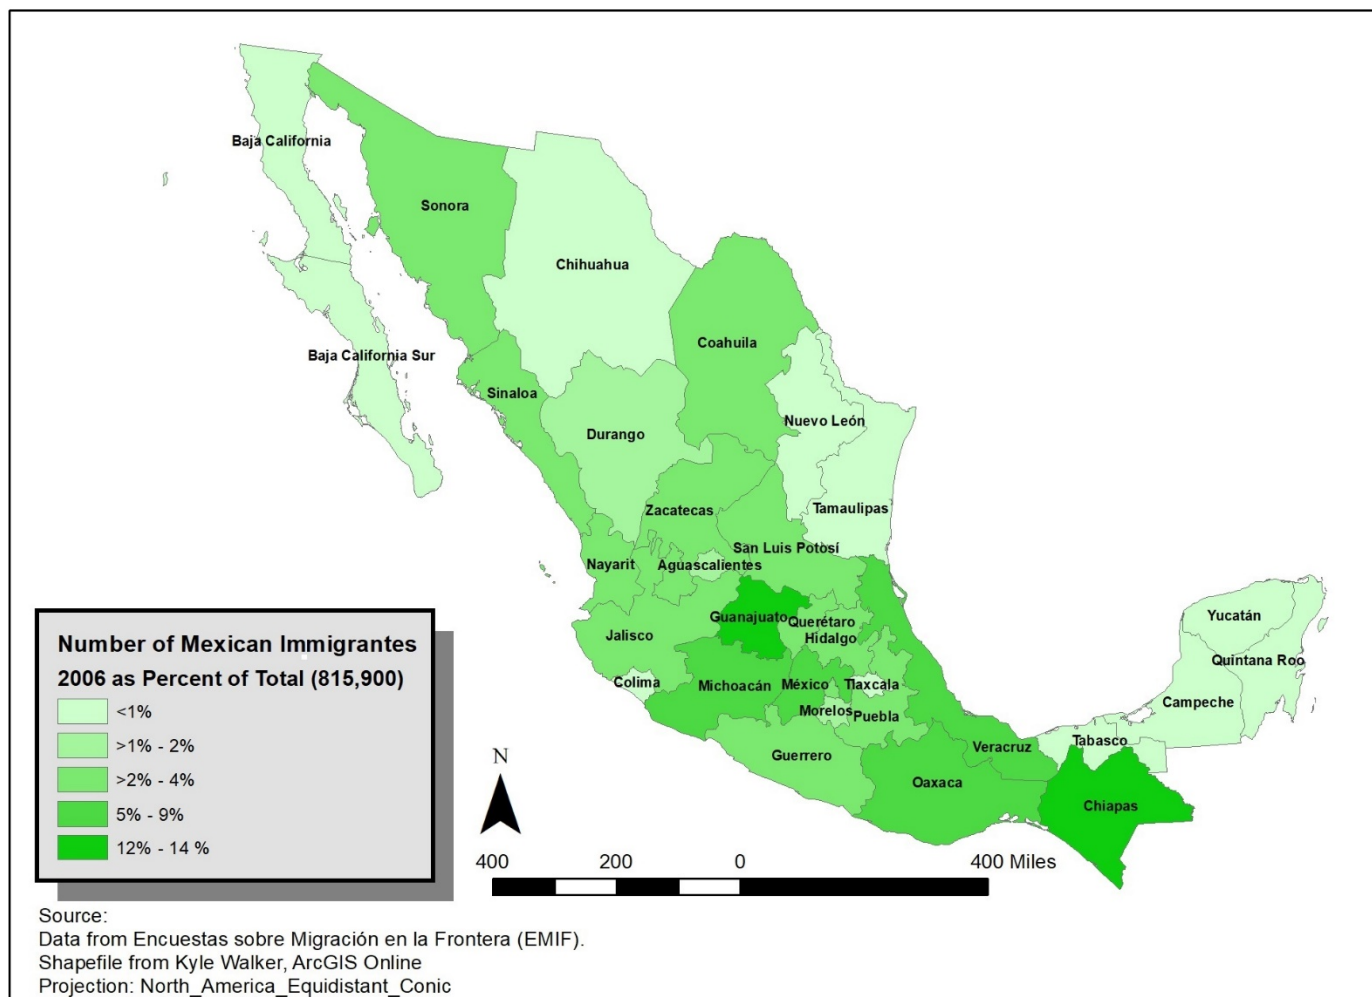 Baja California
Sonora
Chihuahua
Coahuila
Baja California Sur
Sinaloa
Nuevo León
Durango
Zacatecas
Tamaulipas
San Luis Potosí
Nayarit
Aguascalientes
Guanajuato
Querétaro
Hidalgo
Jalisco
Yucatán
Quintana Roo
Colima
Michoacán
México
Tlaxcala
Campeche
Morelos
Puebla
Tabasco
Veracruz
Guerrero
Oaxaca
Chiapas
Number of Mexican Immigrantes
2006 as Percent of Total (815,900)
<1%
>1% - 2%
>2% - 4%
5% - 9%
12% - 14 %
N
400 200 0 400 Miles
Source:
Data from Encuestas sobre Migración en la Frontera (EMIF).
Shapefile from Kyle Walker, ArcGIS Online
Projection: North_America_Equidistant_Conic